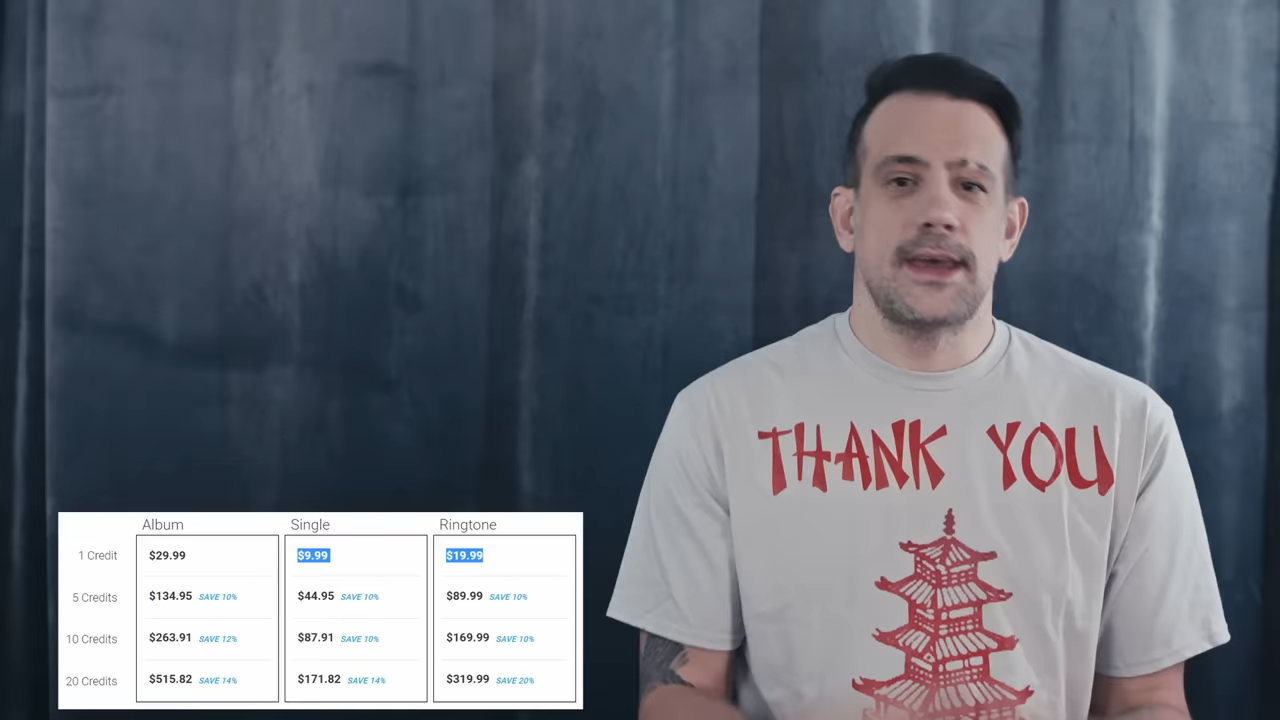 THANK YOU
Album Single Ringtone
1 Credit $29.99 $9.99 $19.99
5 Credits $134.95 SAVE 10% $44.95 SAVE 10% $89.99 SAVE 10%
10 Credits $263.91 SAVE 12% $87.91 SAVE 10% $169.99 SAVE 10%
20 Credits $515.82 SAVE 14% $171.82 SAVE 14% $319.99 SAVE 20%